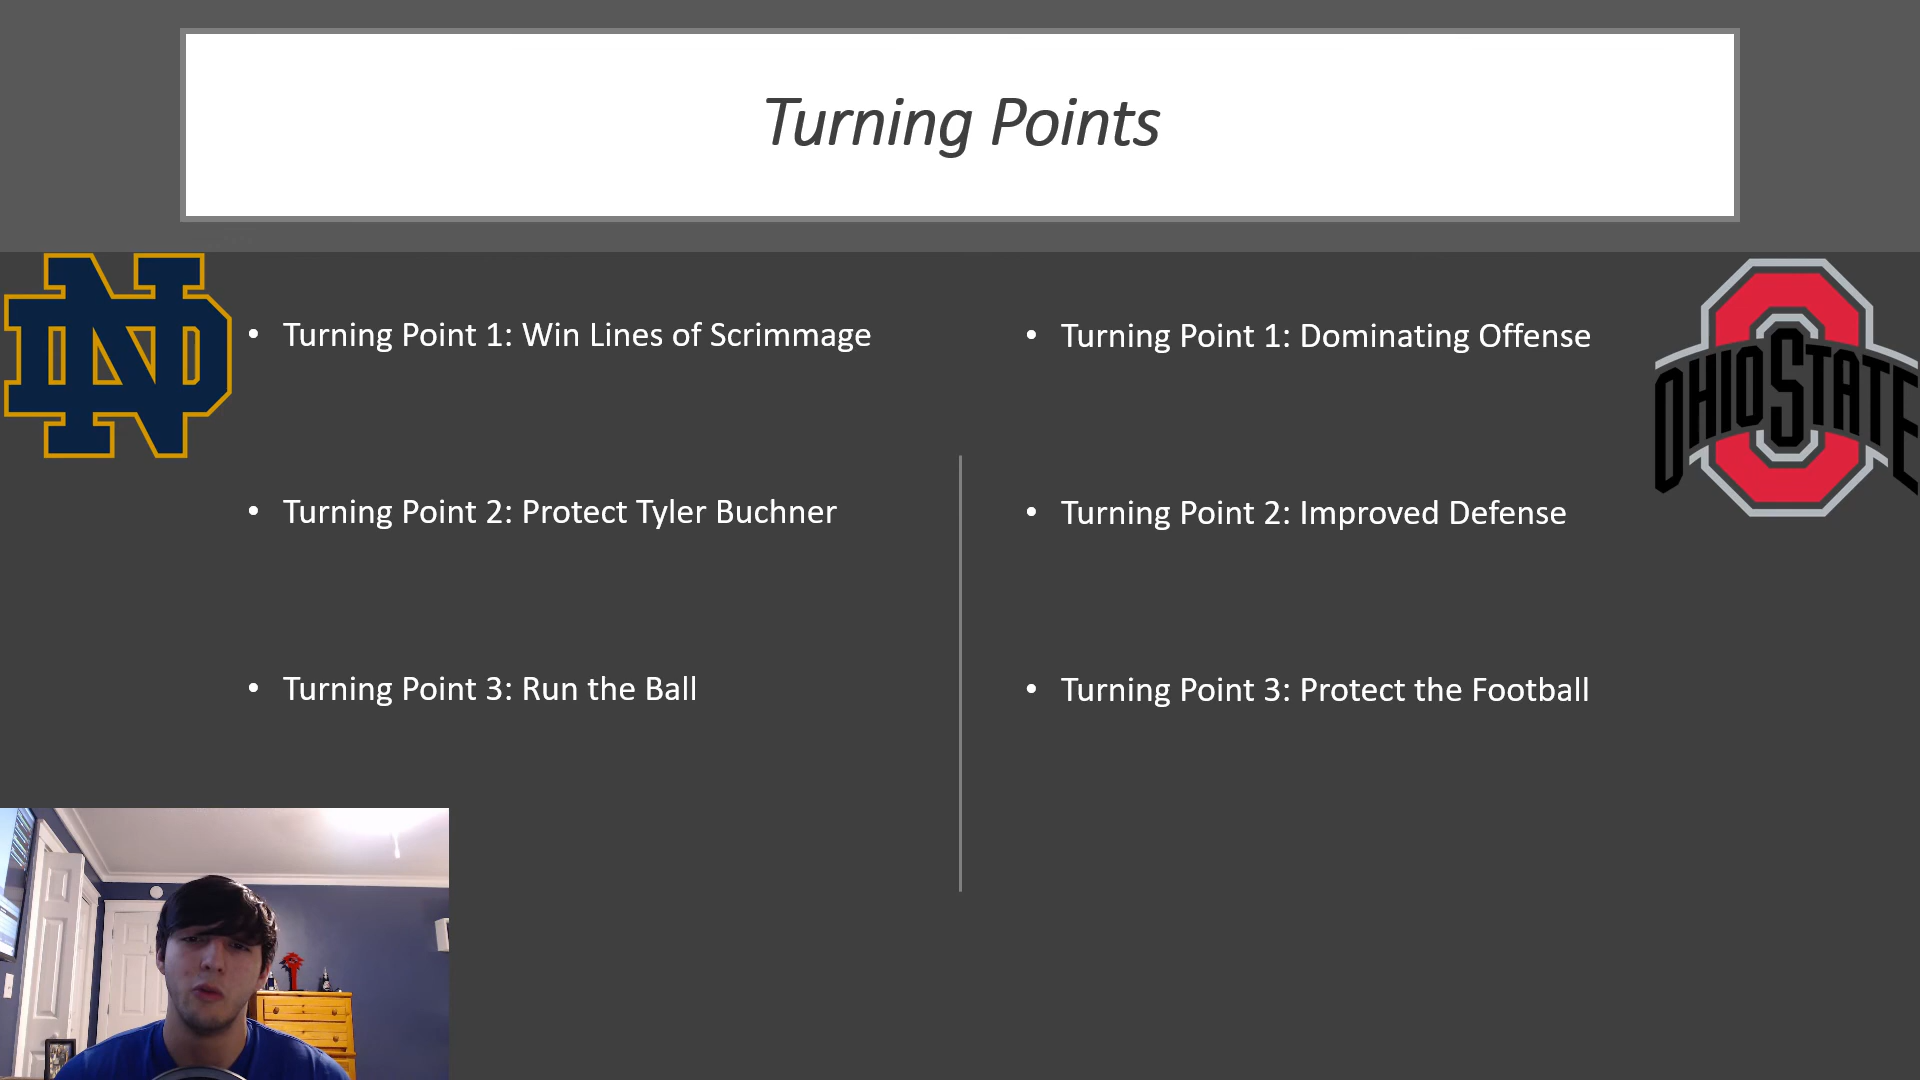 Turning Points
ND
• Turning Point 1: Win Lines of Scrimmage
• Turning Point 2: Protect Tyler Buchner
• Turning Point 3: Run the Ball
• Turning Point 1: Dominating Offense
• Turning Point 2: Improved Defense
• Turning Point 3: Protect the Football
OHIO STATE